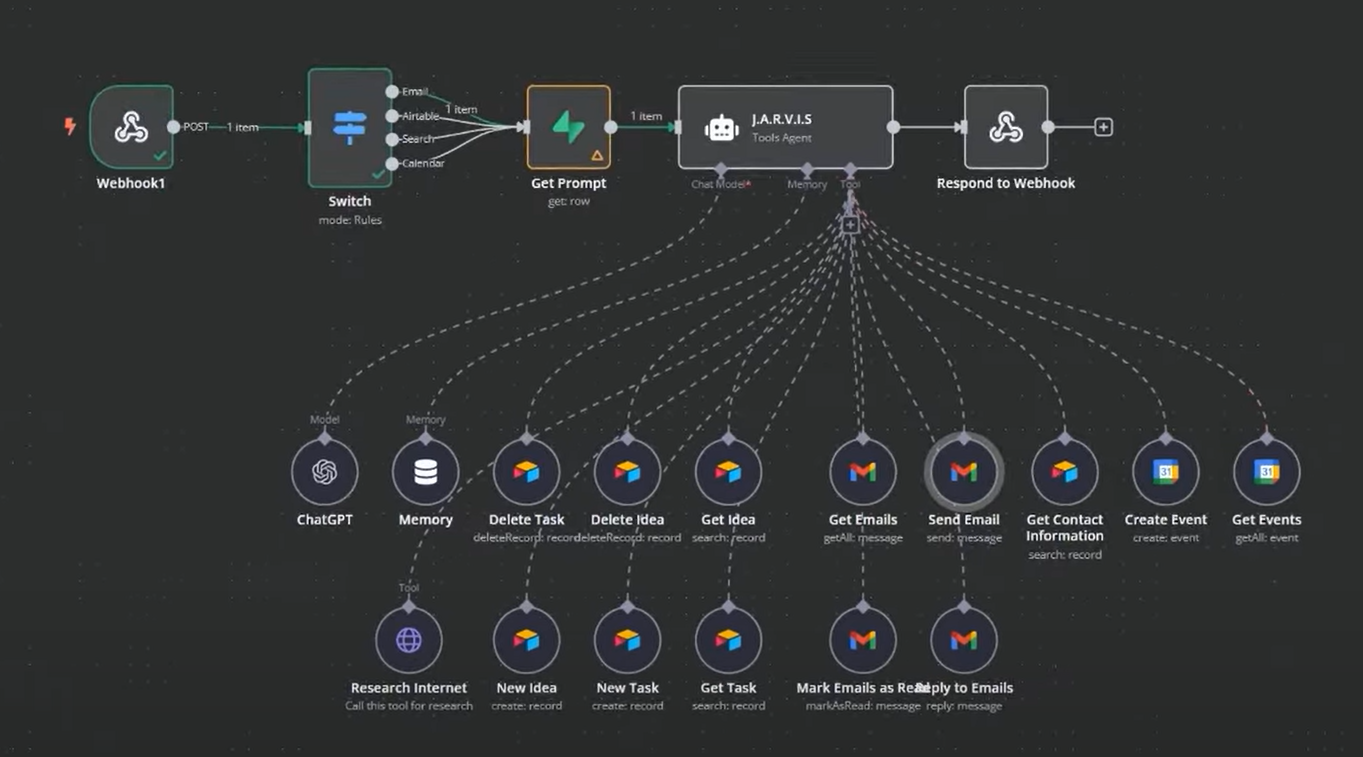 POST
1 item
Email
Airtable
Search
Calendar
1 item
1 item
J.A.R.V.I.S
Tools Agent
Chat Model*
Memory
Tool
Webhook1
Switch
mode: Rules
Get Prompt
get: row
Respond to Webhook
Model
Memory
31
31
ChatGPT
Memory
Delete Task
deleteRecord: record
Delete Idea
deleteRecord: record
Get Idea
search: record
Get Emails
getAll: message
Send Email
send: message
Get Contact
Information
search: record
Create Event
create: event
Get Events
getAll: event
Tool
Research Internet
Call this tool for research
New Idea
create: record
New Task
create: record
Get Task
search: record
Mark Emails as Read
markAsRead: message
Reply to Emails
reply: message